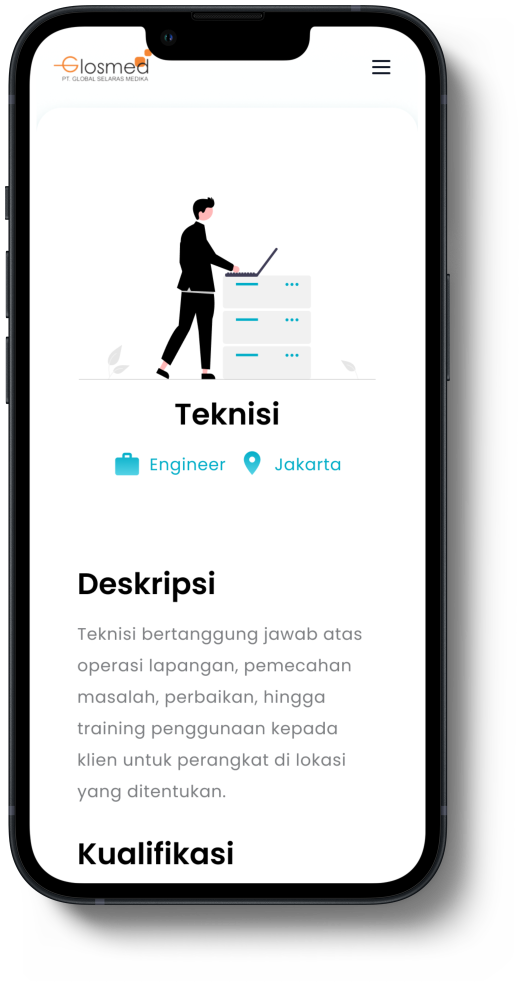 Glosmed
PT. GLOBAL SELARAS MEDIKA
Teknisi
Engineer Jakarta
Deskripsi
Teknisi bertanggung jawab atas
operasi lapangan, pemecahan
masalah, perbaikan, hingga
training penggunaan kepada
klien untuk perangkat di lokasi
yang ditentukan.
Kualifikasi